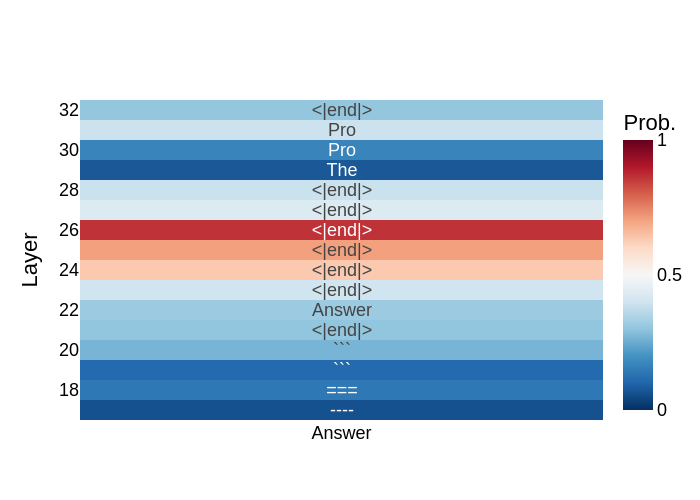 32 <|end|>
Pro
30 Pro
The
28 <|end|>
<|end|>
26 <|end|>
<|end|>
24 <|end|>
<|end|>
22 Answer
<|end|>
20 ```
```
18 ===
----
Answer
Layer
Prob.
1
0.5
0